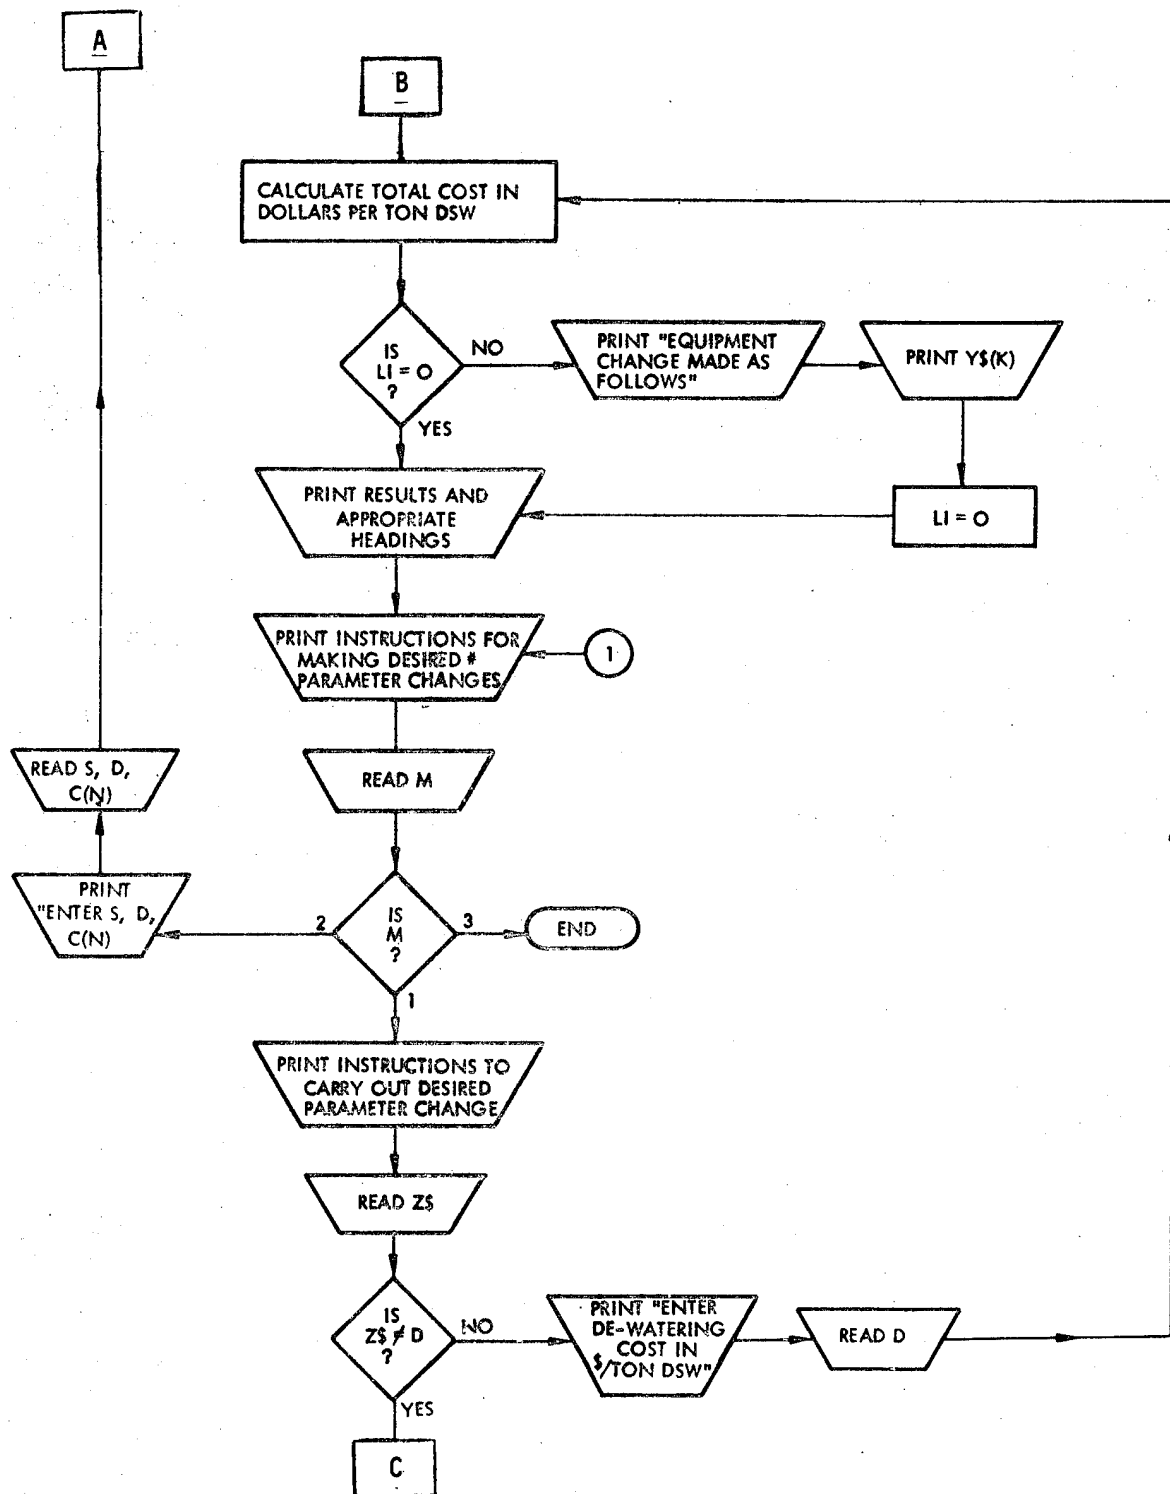 A
B
CALCULATE TOTAL COST IN
DOLLARS PER TON DSW
IS
LI = O
?
NO
PRINT "EQUIPMENT
CHANGE MADE AS
FOLLOWS"
PRINT Y$(K)
YES
PRINT RESULTS AND
APPROPRIATE
HEADINGS
LI = O
PRINT INSTRUCTIONS FOR
MAKING DESIRED #
PARAMETER CHANGES
1
READ S, D,
C(N)
READ M
PRINT
"ENTER S, D,
C(N)
2
IS
M
?
3
END
1
PRINT INSTRUCTIONS TO
CARRY OUT DESIRED
PARAMETER CHANGE
READ Z$
IS
Z$ ≠ D
?
NO
PRINT "ENTER
DE-WATERING
COST IN
$/TON DSW"
READ D
YES
C